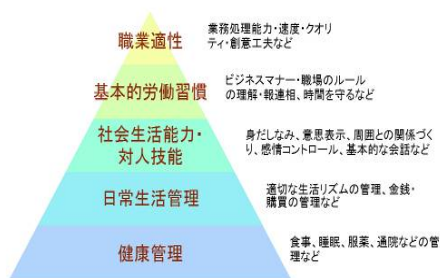 職業適性
業務処理能力・速度・クオリ
ティ・創意工夫など
基本的労働習慣
ビジネスマナー・職場のルール
の理解・報連相、時間を守るなど
社会生活能力・
対人技能
身だしなみ、意思表示、周囲との関係づく
り、感情コントロール、基本的な会話など
日常生活管理
適切な生活リズムの管理、金銭・
購買の管理など
健康管理
食事、睡眠、服薬、通院などの管
理など